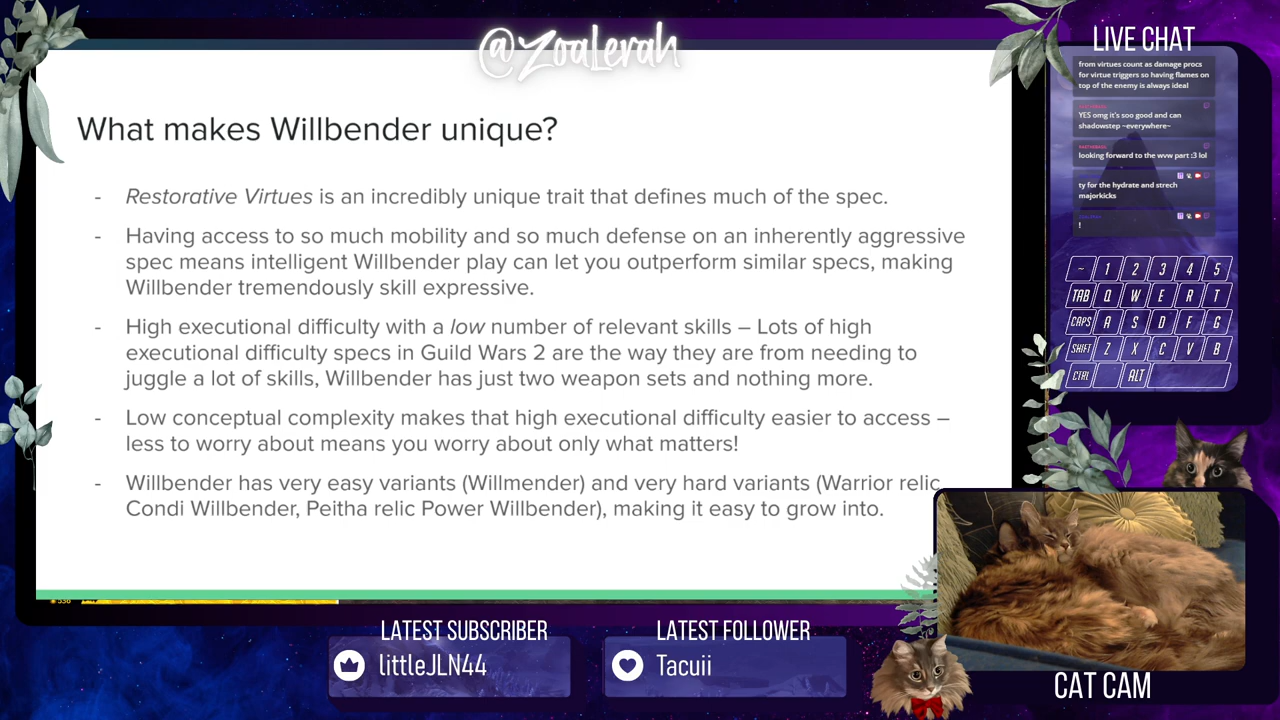 @ZoaLerah
LIVE CHAT
from virtues count as damage procs
for virtue triggers so having flames on
top of the enemy is always ideal
YES omg it's soo good and can
shadowstep ~everywhere~
looking forward to the wvw part :3 lol
ty for the hydrate and strech
majorkicks
!
What makes Willbender unique?
- Restorative Virtues is an incredibly unique trait that defines much of the spec.
- Having access to so much mobility and so much defense on an inherently aggressive
spec means intelligent Willbender play can let you outperform similar specs, making
Willbender tremendously skill expressive.
- High executional difficulty with a low number of relevant skills – Lots of high
executional difficulty specs in Guild Wars 2 are the way they are from needing to
juggle a lot of skills, Willbender has just two weapon sets and nothing more.
- Low conceptual complexity makes that high executional difficulty easier to access –
less to worry about means you worry about only what matters!
- Willbender has very easy variants (Willmender) and very hard variants (Warrior relic
Condi Willbender, Peitha relic Power Willbender), making it easy to grow into.
~ 1 2 3 4 5
TAB Q W E R T
CAPS A S D F G
SHIFT Z X C V B
CTRL ALT
LATEST SUBSCRIBER
littleJLN44
LATEST FOLLOWER
Tacuii
CAT CAM